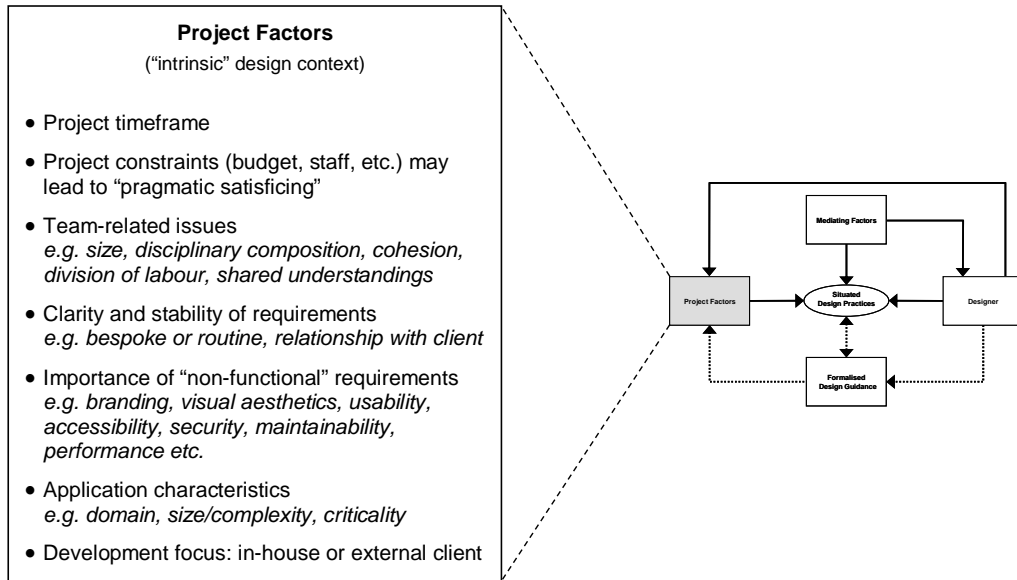 Project Factors
(“intrinsic” design context)
• Project timeframe
• Project constraints (budget, staff, etc.) may
lead to “pragmatic satisficing”
• Team-related issues
e.g. size, disciplinary composition, cohesion,
division of labour, shared understandings
• Clarity and stability of requirements
e.g. bespoke or routine, relationship with client
• Importance of “non-functional” requirements
e.g. branding, visual aesthetics, usability,
accessibility, security, maintainability,
performance etc.
• Application characteristics
e.g. domain, size/complexity, criticality
• Development focus: in-house or external client
Mediating Factors
Project Factors
Situated
Design Practices
Designer
Formalised
Design Guidance